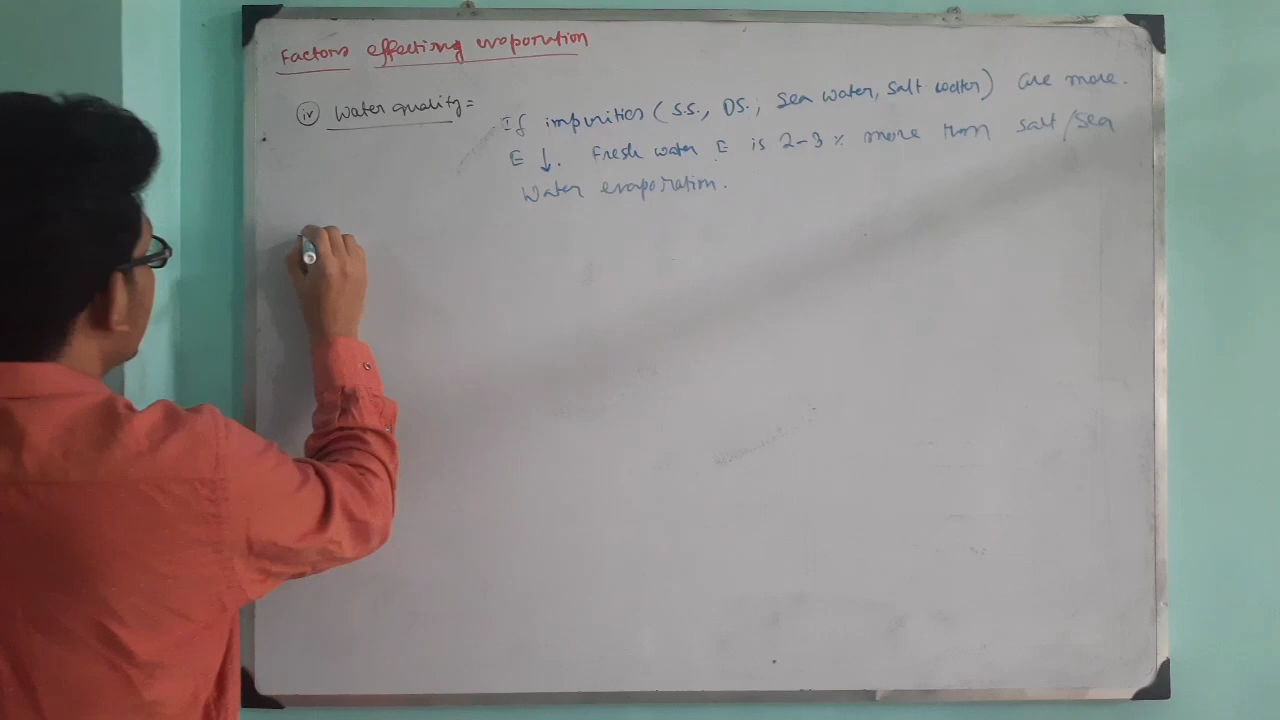 Factors effecting evaporation
(iv) Water quality =
If impurities (S.S., DS., Sea water, Salt water) are more.
E ↓. Fresh water E is 2-3 % more than salt/sea
Water evaporation.